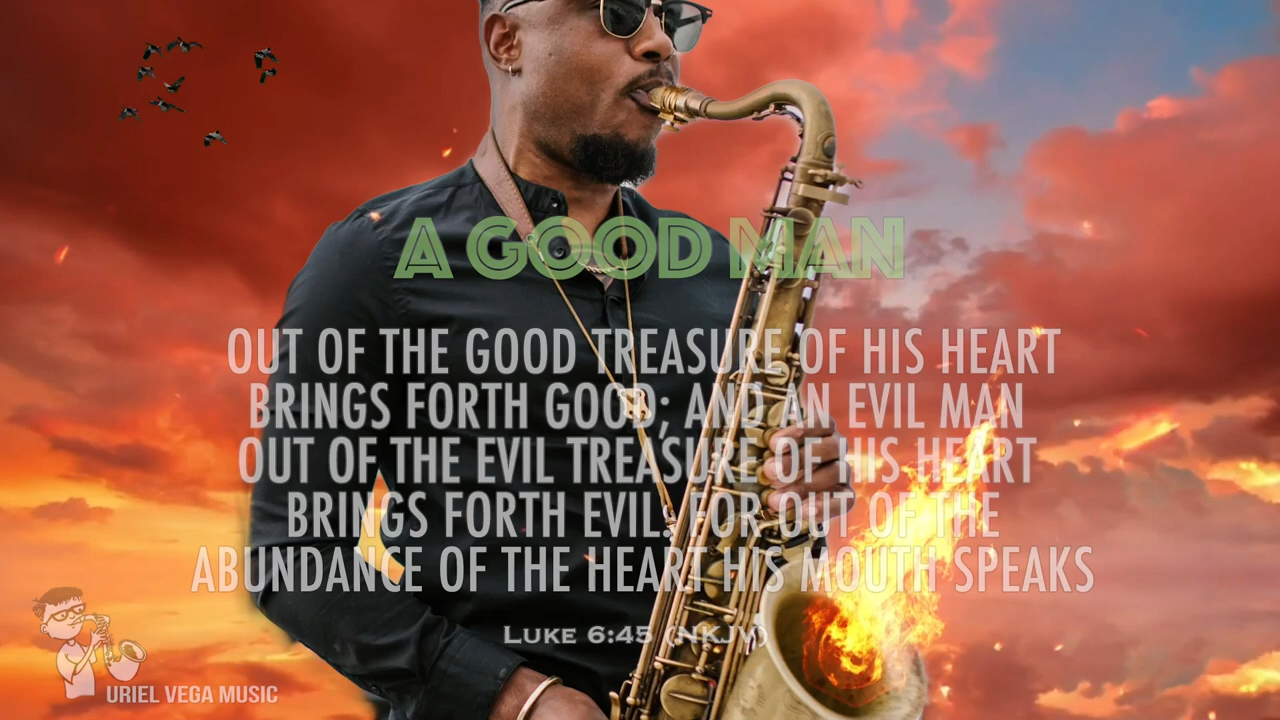 A GOOD MAN
OUT OF THE GOOD TREASURE OF HIS HEART
BRINGS FORTH GOOD; AND AN EVIL MAN
OUT OF THE EVIL TREASURE OF HIS HEART
BRINGS FORTH EVIL. FOR OUT OF THE
ABUNDANCE OF THE HEART HIS MOUTH SPEAKS
Luke 6:45 (NKJV)
URIEL VEGA MUSIC